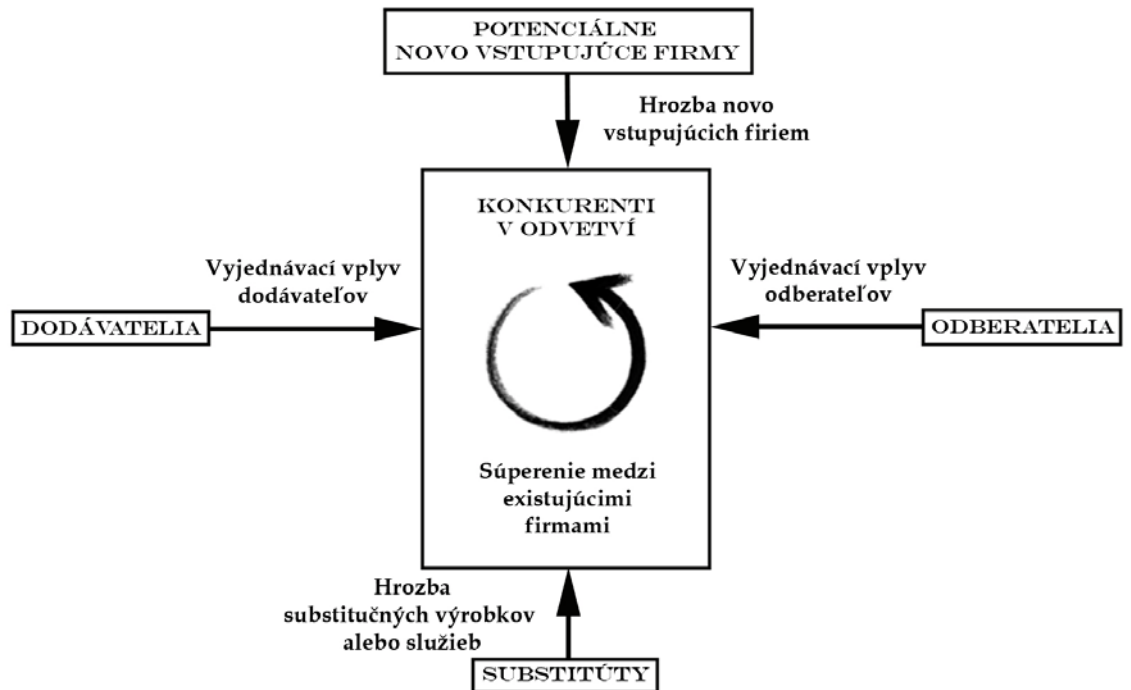 POTENCIÁLNE
NOVO VSTUPUJÚCE FIRMY
Hrozba novo
vstupujúcich firiem
KONKURENTI
V ODVETVÍ
Vyjednávací vplyv
dodávateľov
DODÁVATELIA
Vyjednávací vplyv
odberateľov
ODBERATELIA
Súperenie medzi
existujúcimi
firmami
Hrozba
substitučných výrobkov
alebo služieb
SUBSTITÚTY